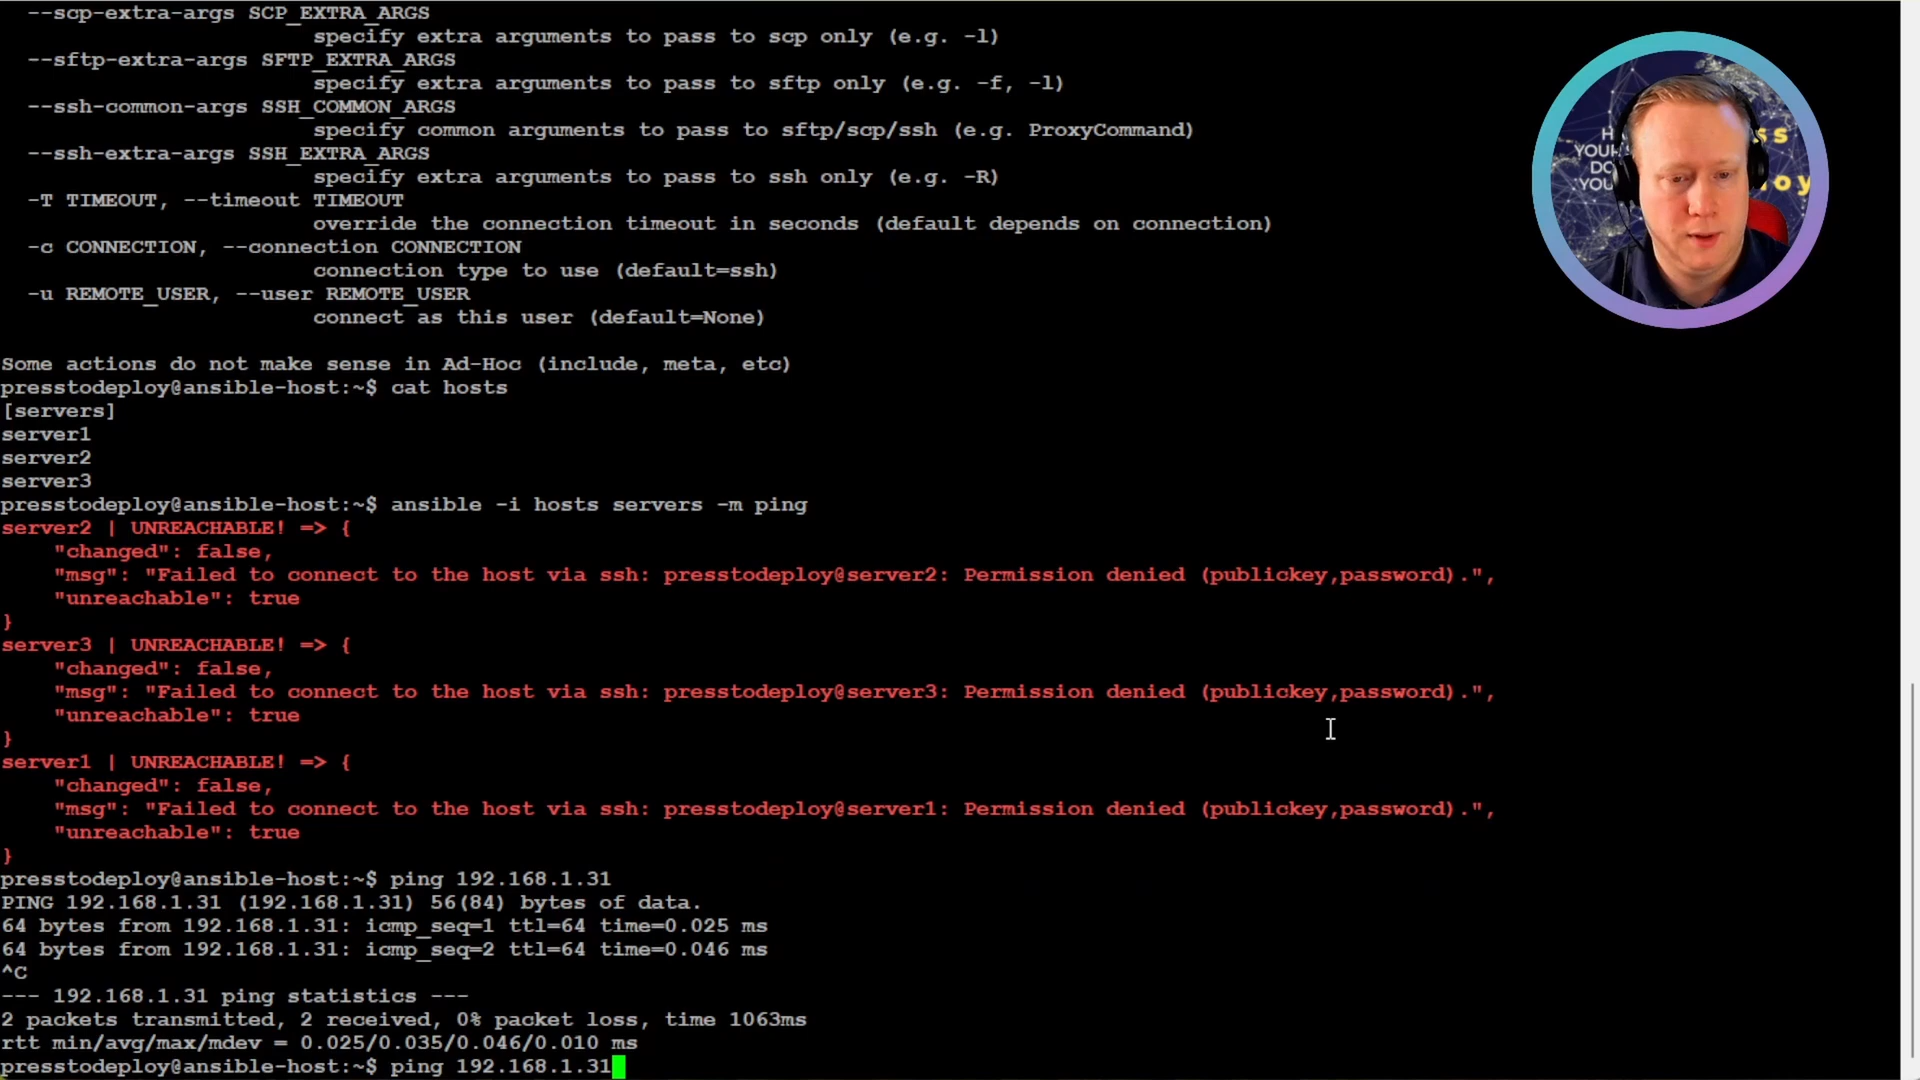 --scp-extra-args SCP_EXTRA_ARGS
specify extra arguments to pass to scp only (e.g. -l)
--sftp-extra-args SFTP_EXTRA_ARGS
specify extra arguments to pass to sftp only (e.g. -f, -l)
--ssh-common-args SSH_COMMON_ARGS
specify common arguments to pass to sftp/scp/ssh (e.g. ProxyCommand)
--ssh-extra-args SSH_EXTRA_ARGS
specify extra arguments to pass to ssh only (e.g. -R)
-T TIMEOUT, --timeout TIMEOUT
override the connection timeout in seconds (default depends on connection)
-c CONNECTION, --connection CONNECTION
connection type to use (default=ssh)
-u REMOTE_USER, --user REMOTE_USER
connect as this user (default=None)
Some actions do not make sense in Ad-Hoc (include, meta, etc)
presstodeploy@ansible-host:~$ cat hosts
[servers]
server1
server2
server3
presstodeploy@ansible-host:~$ ansible -i hosts servers -m ping
server2 | UNREACHABLE! => {
"changed": false,
"msg": "Failed to connect to the host via ssh: presstodeploy@server2: Permission denied (publickey,password).",
"unreachable": true
}
server3 | UNREACHABLE! => {
"changed": false,
"msg": "Failed to connect to the host via ssh: presstodeploy@server3: Permission denied (publickey,password).",
"unreachable": true
}
server1 | UNREACHABLE! => {
"changed": false,
"msg": "Failed to connect to the host via ssh: presstodeploy@server1: Permission denied (publickey,password).",
"unreachable": true
}
presstodeploy@ansible-host:~$ ping 192.168.1.31
PING 192.168.1.31 (192.168.1.31) 56(84) bytes of data.
64 bytes from 192.168.1.31: icmp_seq=1 ttl=64 time=0.025 ms
64 bytes from 192.168.1.31: icmp_seq=2 ttl=64 time=0.046 ms
^C
--- 192.168.1.31 ping statistics ---
2 packets transmitted, 2 received, 0% packet loss, time 1063ms
rtt min/avg/max/mdev = 0.025/0.035/0.046/0.010 ms
presstodeploy@ansible-host:~$ ping 192.168.1.31